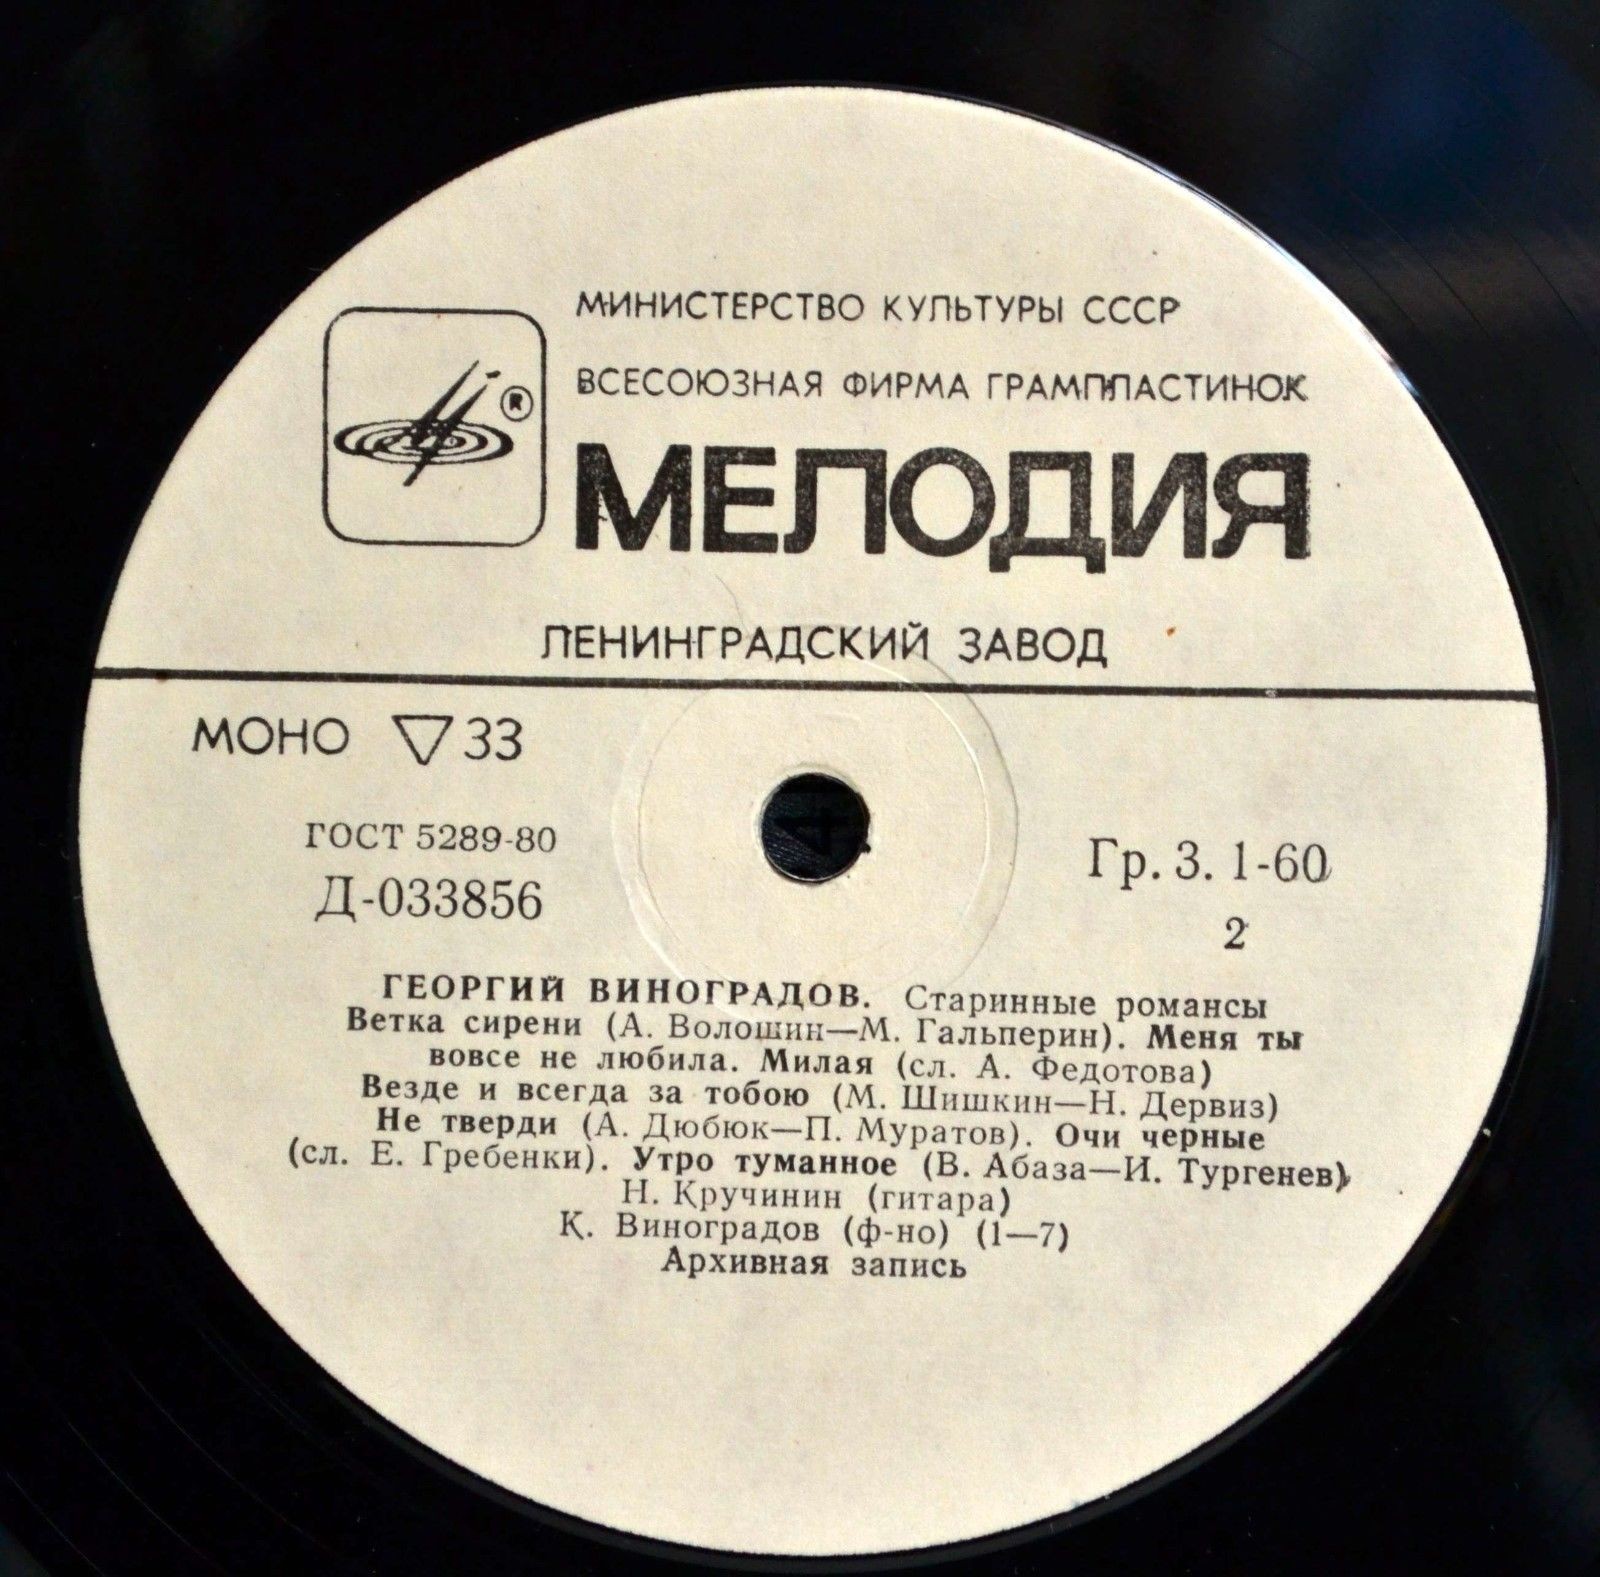 МИНИСТЕРСТВО КУЛЬТУРЫ СССР
ВСЕСОЮЗНАЯ ФИРМА ГРАМПЛАСТИНОК
®
МЕЛОДИЯ
ЛЕНИНГРАДСКИЙ ЗАВОД
МОНО ▽ 33
ГОСТ 5289-80
Д-033856
Гр. 3. 1-60
2
ГЕОРГИЙ ВИНОГРАДОВ. Старинные романсы
Ветка сирени (А. Волошин—М. Гальперин). Меня ты
вовсе не любила. Милая (сл. А. Федотова)
Везде и всегда за тобою (М. Шишкин—Н. Дервиз)
Не тверди (А. Дюбюк—П. Муратов). Очи черные
(сл. Е. Гребенки). Утро туманное (В. Абаза—И. Тургенев)
Н. Кручинин (гитара)
К. Виноградов (ф-но) (1—7)
Архивная запись